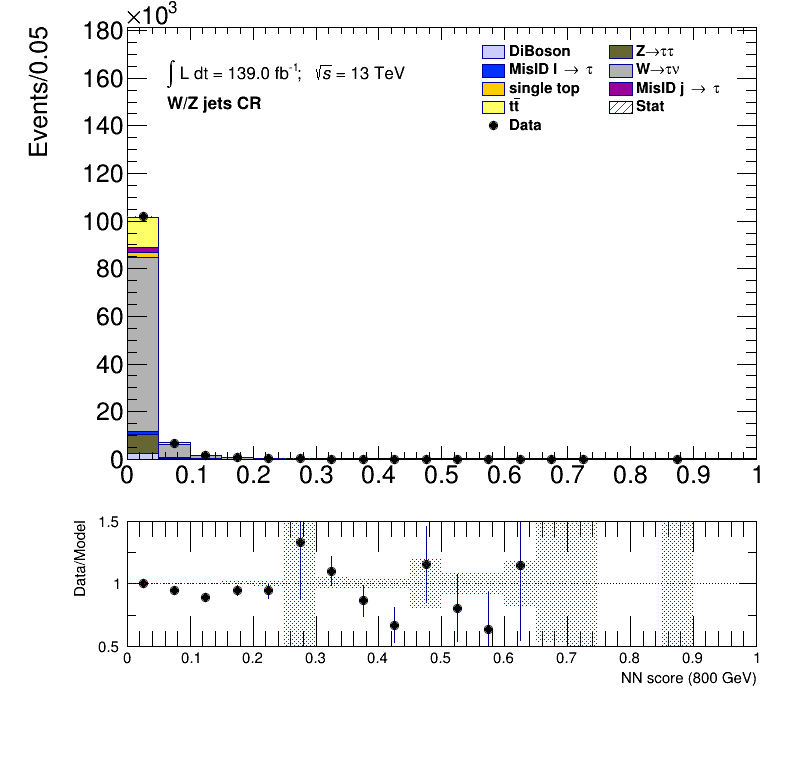 ×10³
Events/0.05
180
160
140
120
100
80
60
40
20
0
∫ L dt = 139.0 fb⁻¹; √s = 13 TeV
W/Z jets CR
DiBoson
Z→ττ
MisID l → τ
W→τν
single top
MisID j → τ
tt̄
Stat
Data
0 0.1 0.2 0.3 0.4 0.5 0.6 0.7 0.8 0.9 1
Data/Model
1.5
1
0.5
0 0.1 0.2 0.3 0.4 0.5 0.6 0.7 0.8 0.9 1
NN score (800 GeV)